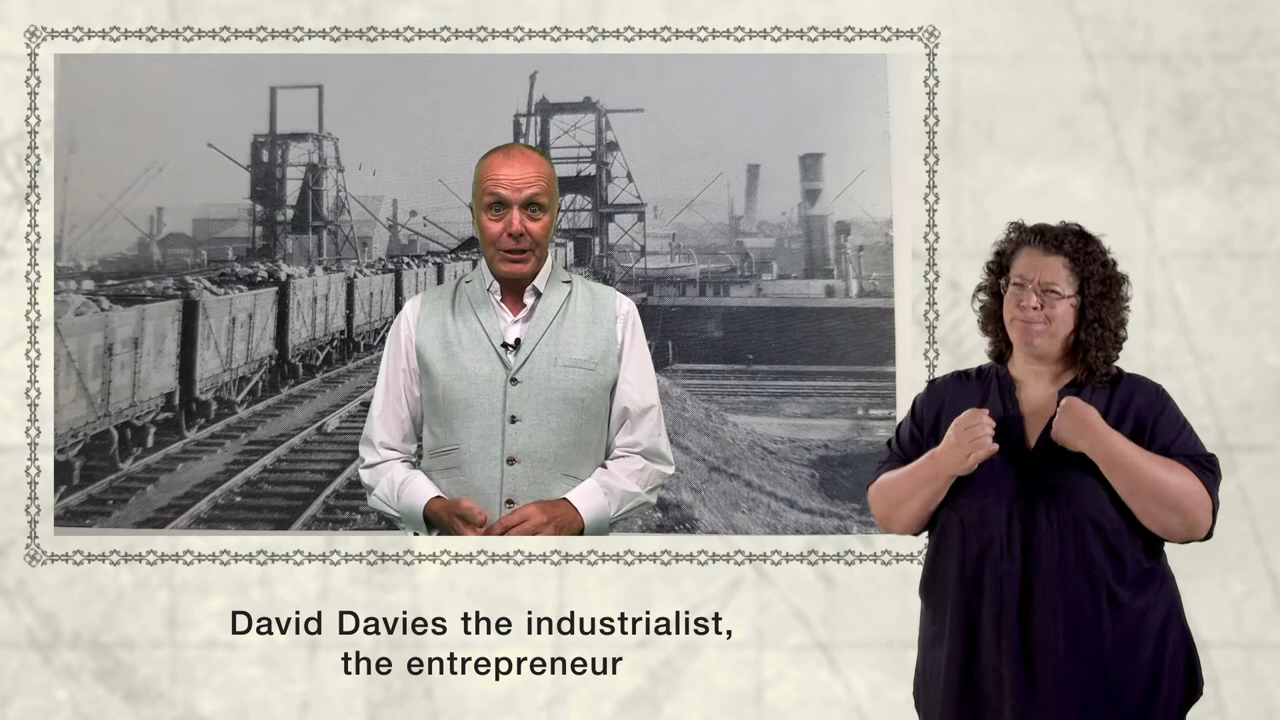 David Davies the industrialist,
the entrepreneur